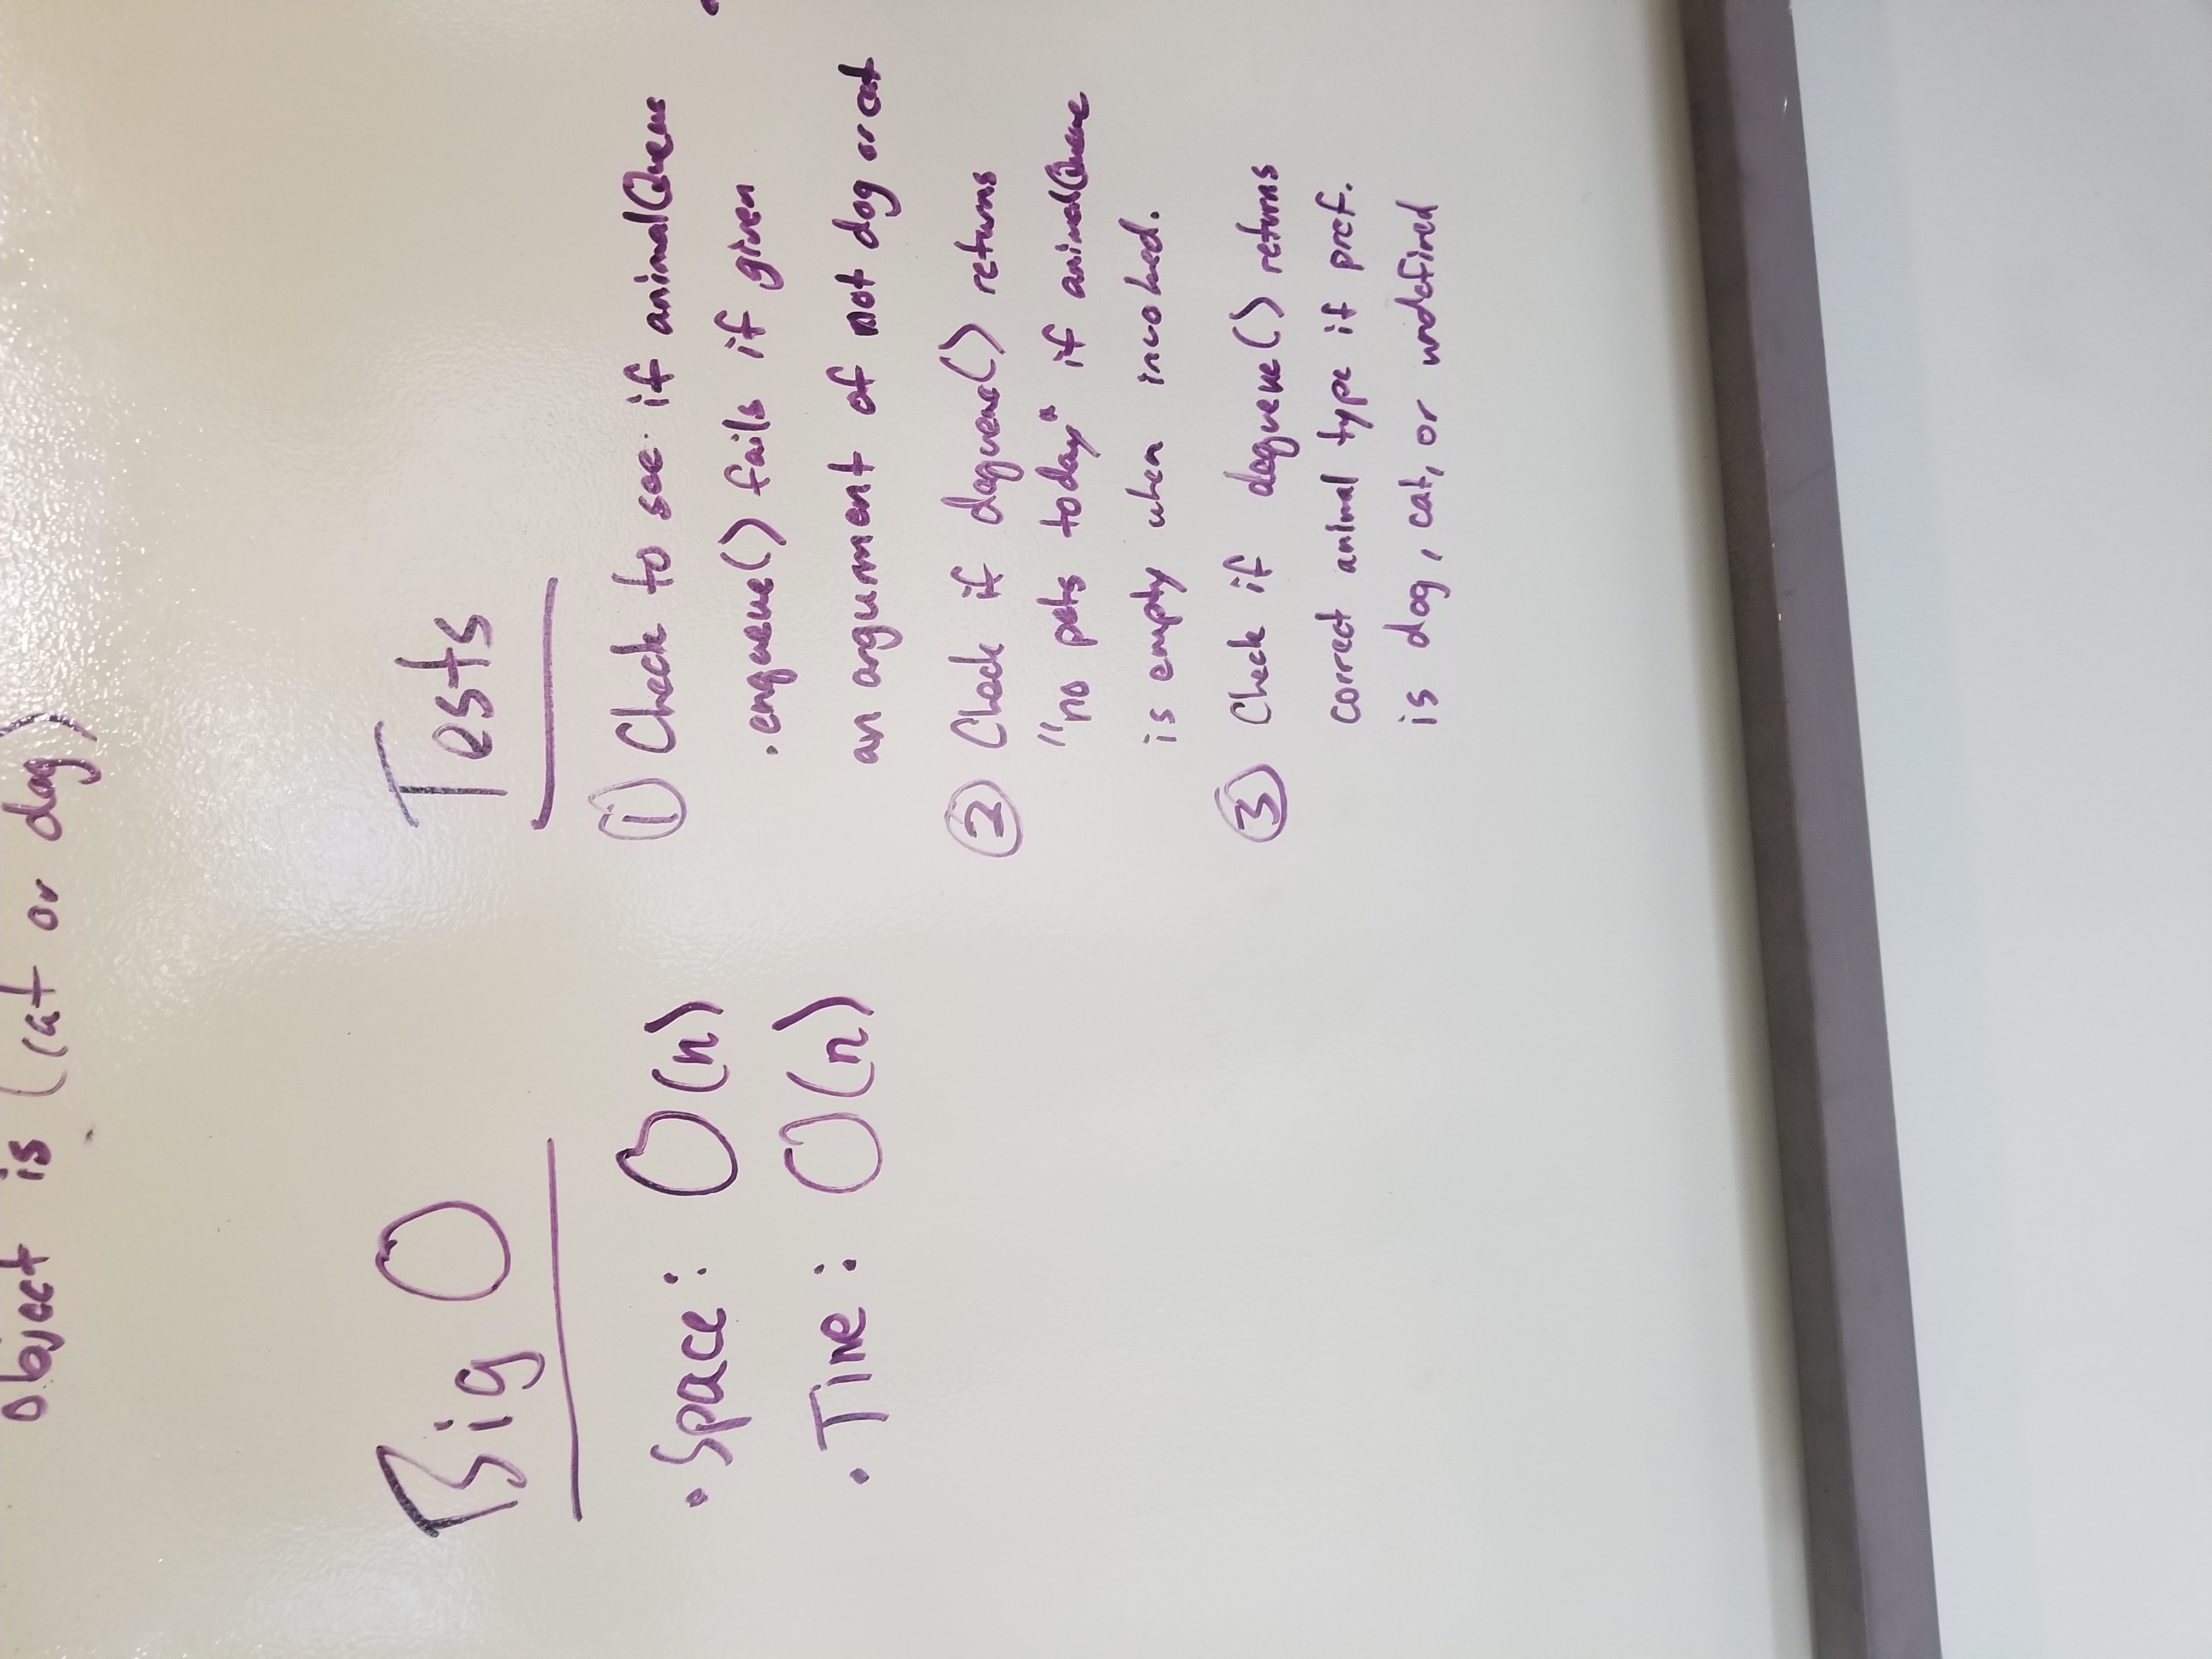 Object is (cat or dog)
Big O
• Space: O(n)
• Time: O(n)
Tests
① Check to see if animalQueue
.enqueue() fails if given
an argument of not dog or cat
② Check if dequeue() returns
"no pets today" if animalQueue
is empty when invoked.
③ Check if dequeue() returns
correct animal type if pref.
is dog, cat, or undefined